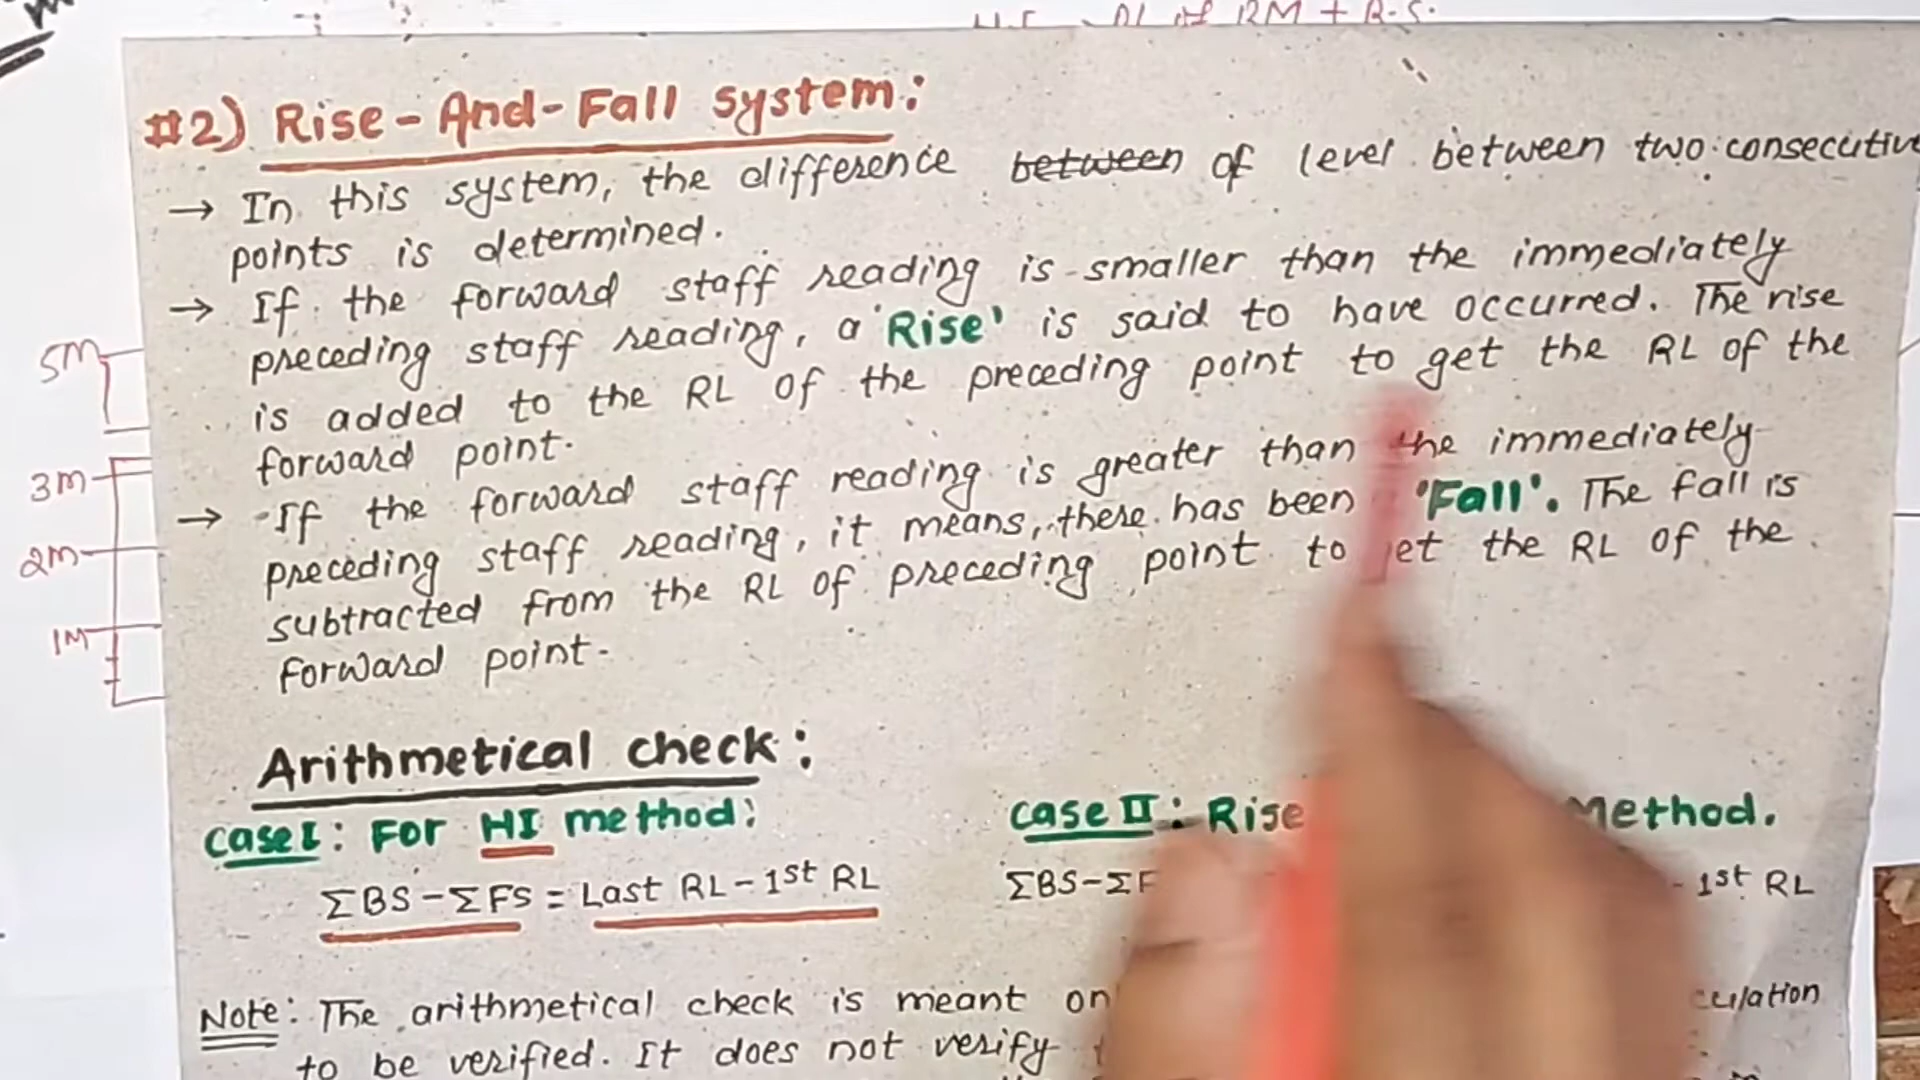 #2) Rise-And-Fall system:
→ In this system, the difference between of level between two consecutive
points is determined.
→ If the forward staff reading is smaller than the immediately
preceding staff reading, a 'Rise' is said to have occurred. The rise
is added to the RL of the preceding point to get the RL of the
forward point.
→ If the forward staff reading is greater than the immediately
preceding staff reading, it means, there has been 'Fall'. The fall is
subtracted from the RL of preceding point to get the RL of the
forward point.
5M
3M
2M
1M
Arithmetical check:
Case I: For HI method:
ΣBS-ΣFS = Last RL-1st RL
Case II: Rise Method.
ΣBS-ΣF - 1st RL
Note: The arithmetical check is meant
to be verified. It does not verify